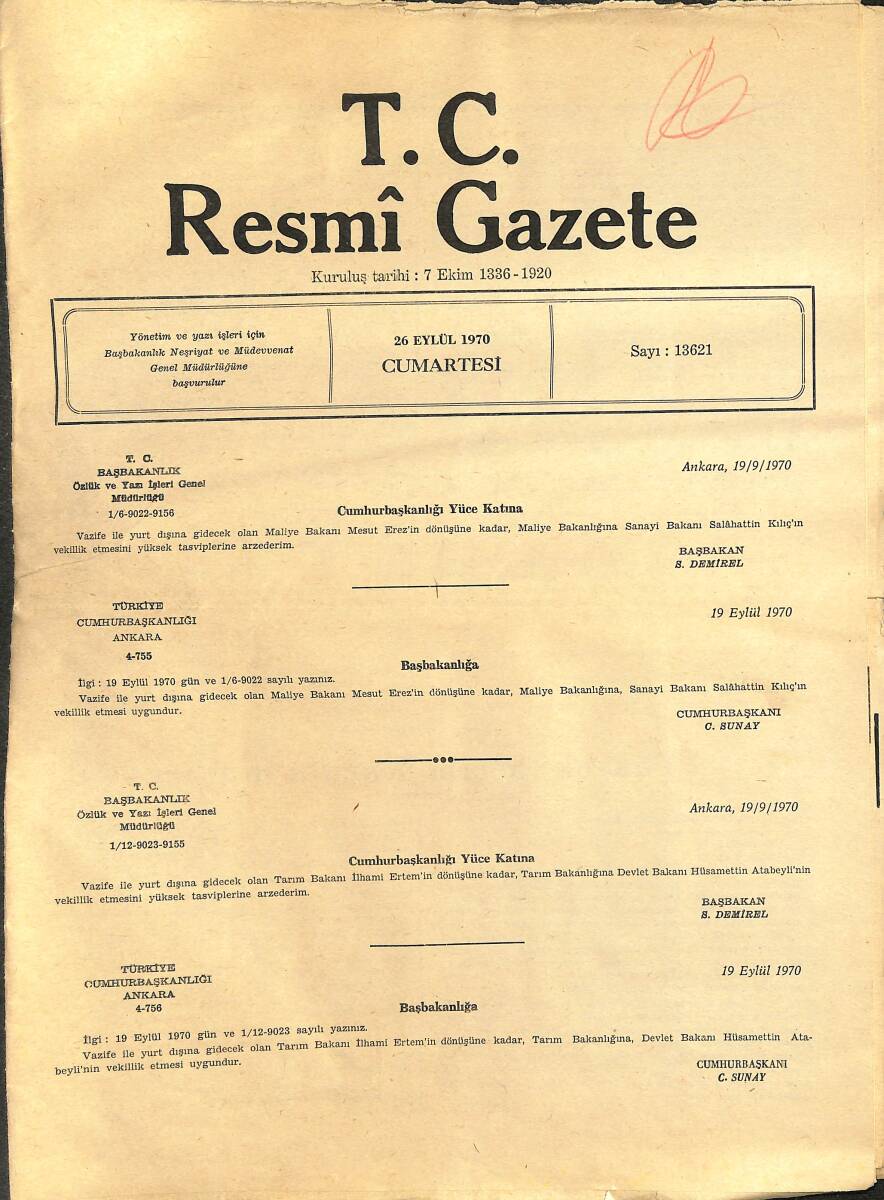 T. C.
Resmî Gazete
Kuruluş tarihi : 7 Ekim 1336 - 1920
Yönetim ve yazı işleri için
Başbakanlık Neşriyat ve Müdevvenat
Genel Müdürlüğüne
başvurulur
26 EYLÜL 1970
CUMARTESİ
Sayı : 13621
T. C.
BAŞBAKANLIK
Özlük ve Yazı İşleri Genel
Müdürlüğü
1/6-9022-9156
Ankara, 19/9/1970
Cumhurbaşkanlığı Yüce Katına
Vazife ile yurt dışına gidecek olan Maliye Bakanı Mesut Erez'in dönüşüne kadar, Maliye Bakanlığına Sanayi Bakanı Salâhattin Kılıç'ın
vekillik etmesini yüksek tasviplerine arzederim.
BAŞBAKAN
S. DEMİREL
TÜRKİYE
CUMHURBAŞKANLIĞI
ANKARA
4-755
19 Eylül 1970
Başbakanlığa
İlgi : 19 Eylül 1970 gün ve 1/6-9022 sayılı yazınız.
Vazife ile yurt dışına gidecek olan Maliye Bakanı Mesut Erez'in dönüşüne kadar, Maliye Bakanlığına, Sanayi Bakanı Salâhattin Kılıç'ın
vekillik etmesi uygundur.
CUMHURBAŞKANI
C. SUNAY
T. C.
BAŞBAKANLIK
Özlük ve Yazı İşleri Genel
Müdürlüğü
1/12-9023-9155
Ankara, 19/9/1970
Cumhurbaşkanlığı Yüce Katına
Vazife ile yurt dışına gidecek olan Tarım Bakanı İlhami Ertem'in dönüşüne kadar, Tarım Bakanlığına Devlet Bakanı Hüsamettin Atabeyli'nin
vekillik etmesini yüksek tasviplerine arzederim.
BAŞBAKAN
S. DEMİREL
TÜRKİYE
CUMHURBAŞKANLIĞI
ANKARA
4-756
19 Eylül 1970
Başbakanlığa
İlgi : 19 Eylül 1970 gün ve 1/12-9023 sayılı yazınız.
Vazife ile yurt dışına gidecek olan Tarım Bakanı İlhami Ertem'in dönüşüne kadar, Tarım Bakanlığına, Devlet Bakanı Hüsamettin Ata-
beyli'nin vekillik etmesi uygundur.
CUMHURBAŞKANI
C. SUNAY